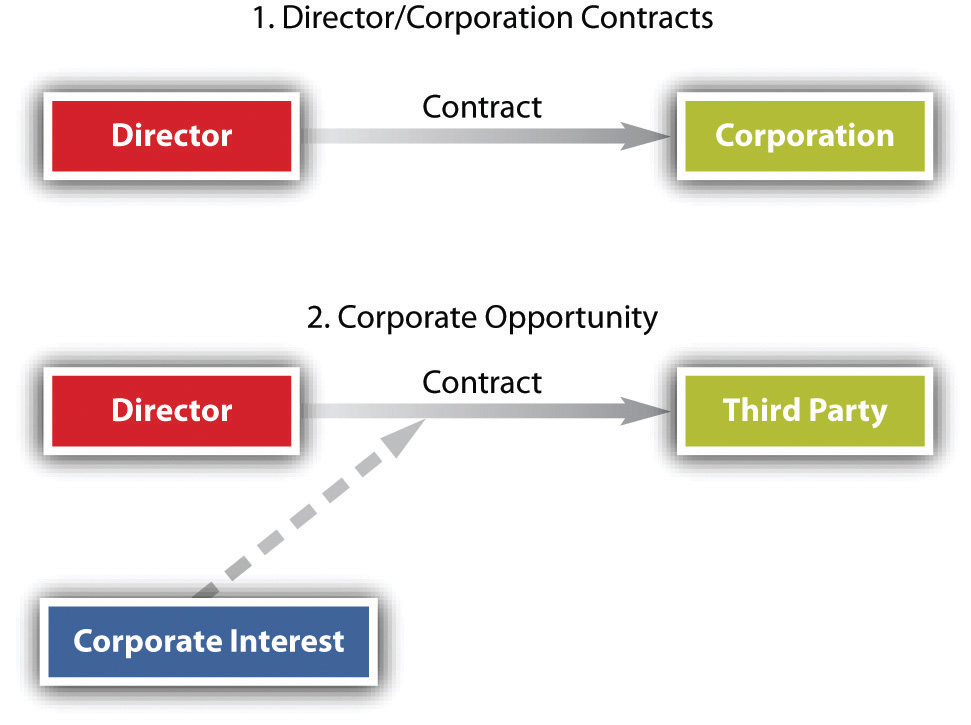 1. Director/Corporation Contracts
Contract
Director
Corporation
2. Corporate Opportunity
Contract
Director
Third Party
Corporate Interest